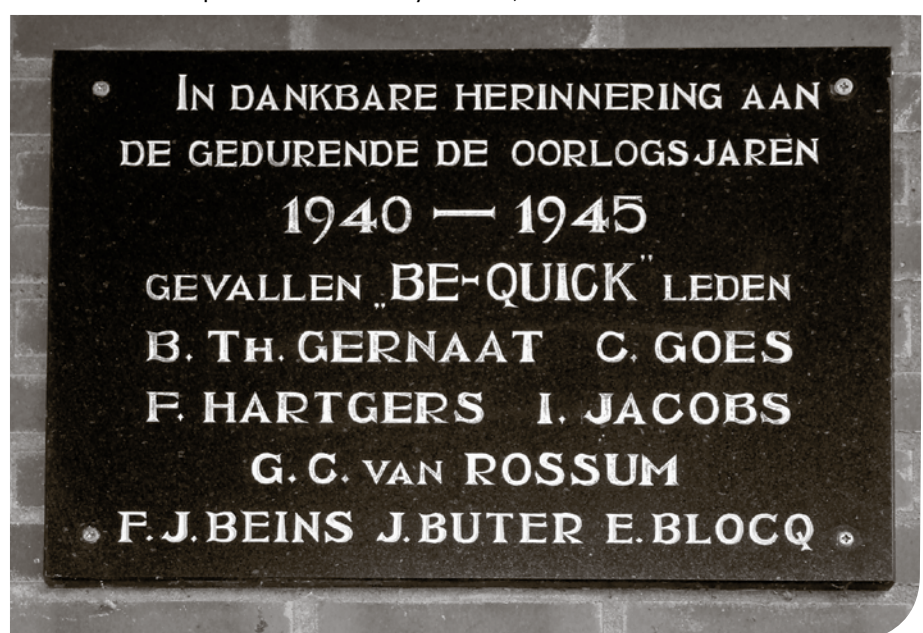 IN DANKBARE HERINNERING AAN
DE GEDURENDE DE OORLOGSJAREN
1940 — 1945
GEVALLEN „BE-QUICK" LEDEN
B. TH. GERNAAT C. GOES
F. HARTGERS I. JACOBS
G. C. VAN ROSSUM
F. J. BEINS J. BUTER E. BLOCQ